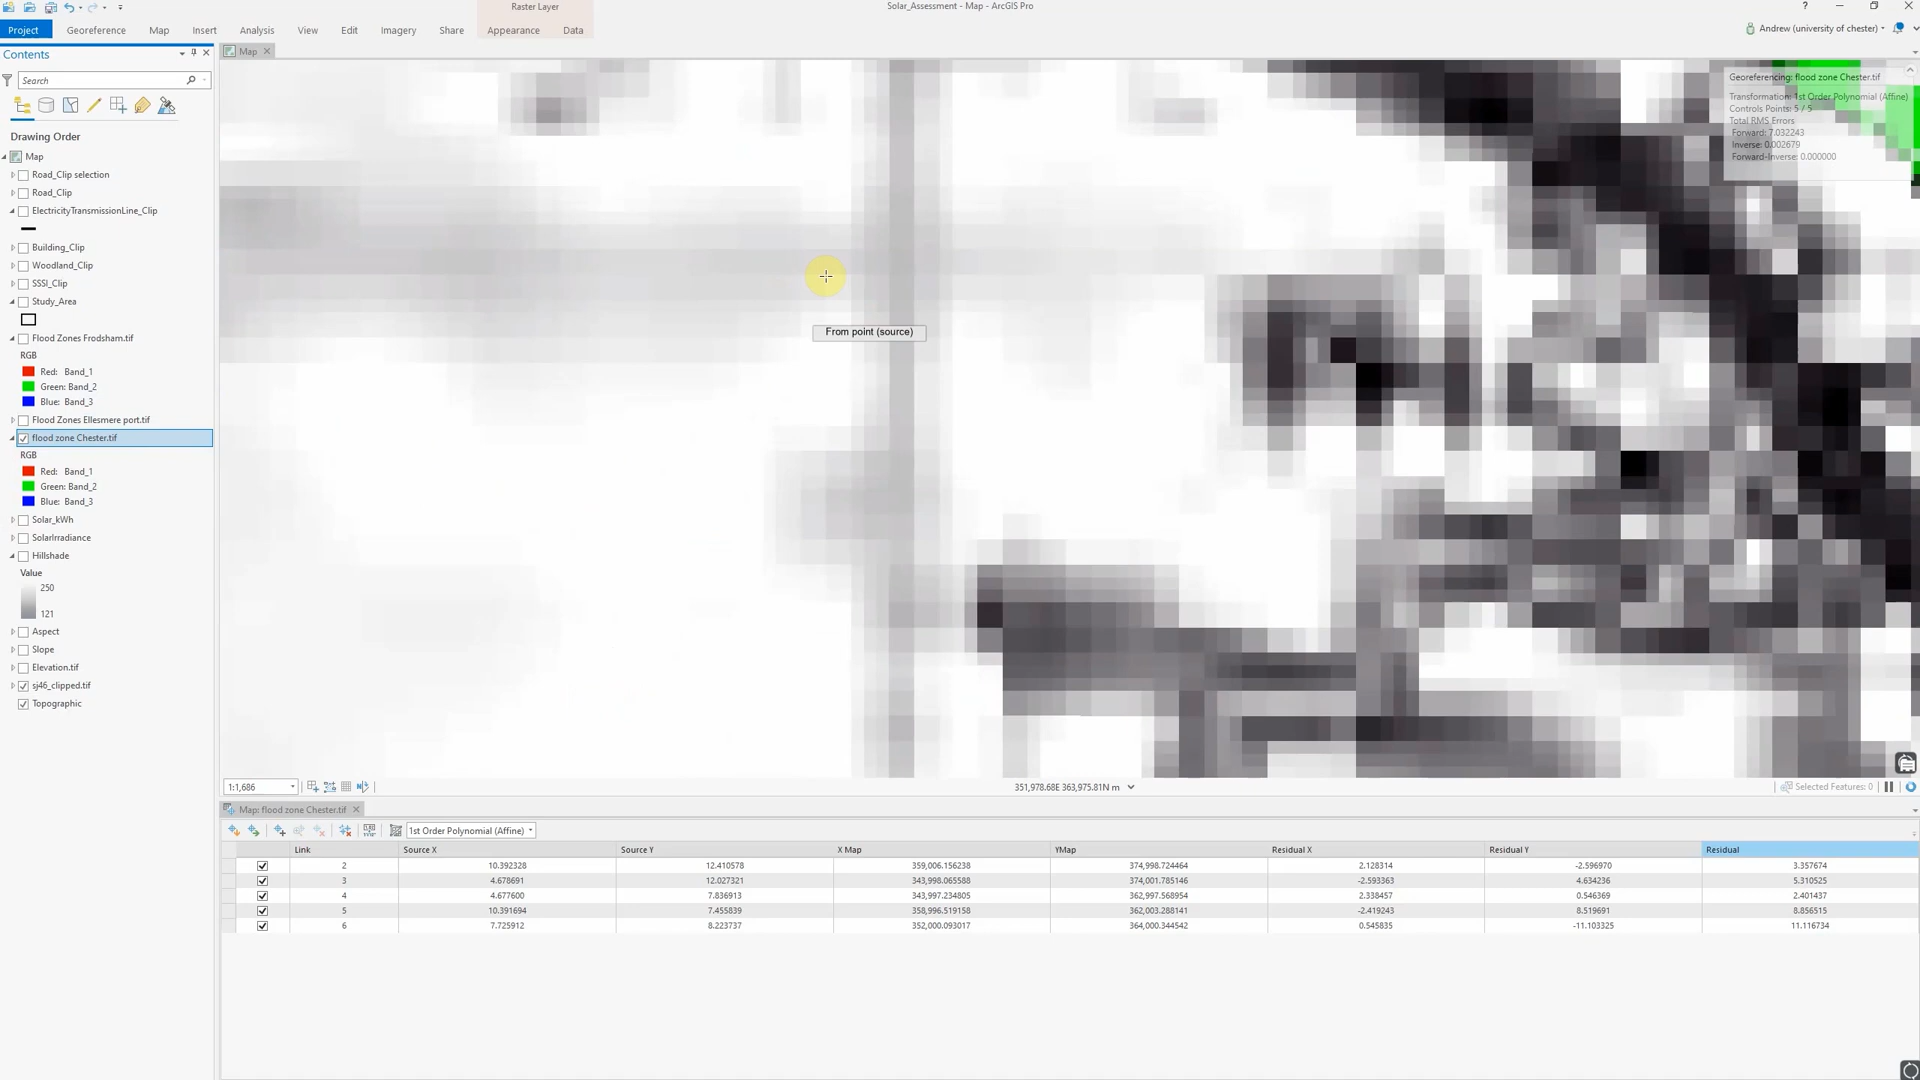 Raster Layer
Solar_Assessment - Map - ArcGIS Pro
?
Project
Geoference
Map
Insert
Analysis
View
Edit
Imagery
Share
Appearance
Data
Andrew (university of chester)
Contents
Map
Search
Drawing Order
Map
Road_Clip selection
Road_Clip
ElectricityTransmissionLine_Clip
Building_Clip
Woodland_Clip
SSSI_Clip
Study_Area
Flood Zones Frodsham.tif
RGB
Red: Band_1
Green: Band_2
Blue: Band_3
Flood Zones Ellesmere port.tif
flood zone Chester.tif
RGB
Red: Band_1
Green: Band_2
Blue: Band_3
Solar_kWh
SolarIrradiance
Hillshade
Value
250
121
Aspect
Slope
Elevation.tif
sj46_clipped.tif
Topographic
From point (source)
Georeferencing: flood zone Chester.tif
Transformation: 1st Order Polynomial (Affine)
Controls Points: 5 / 5
Total RMS Errors
Forward: 7.032243
Inverse: 0.002679
Forward-Inverse: 0.000000
1:1,686
351,978.68E 363,975.81N m
Selected Features: 0
Map: flood zone Chester.tif
1st Order Polynomial (Affine)
Link Source X Source Y X Map YMap Residual X Residual Y Residual
2 10.392328 12.410578 359,006.156238 374,998.724464 2.128314 -2.596970 3.357674
3 4.678691 12.027321 343,998.065588 374,001.785146 -2.593363 4.634236 5.310525
4 4.677600 7.836913 343,997.234805 362,997.568954 2.338457 0.546369 2.401437
5 10.391694 7.455839 358,996.519158 362,003.288141 -2.419243 8.519691 8.856515
6 7.725912 8.223737 352,000.093017 364,000.344542 0.545835 -11.103325 11.116734